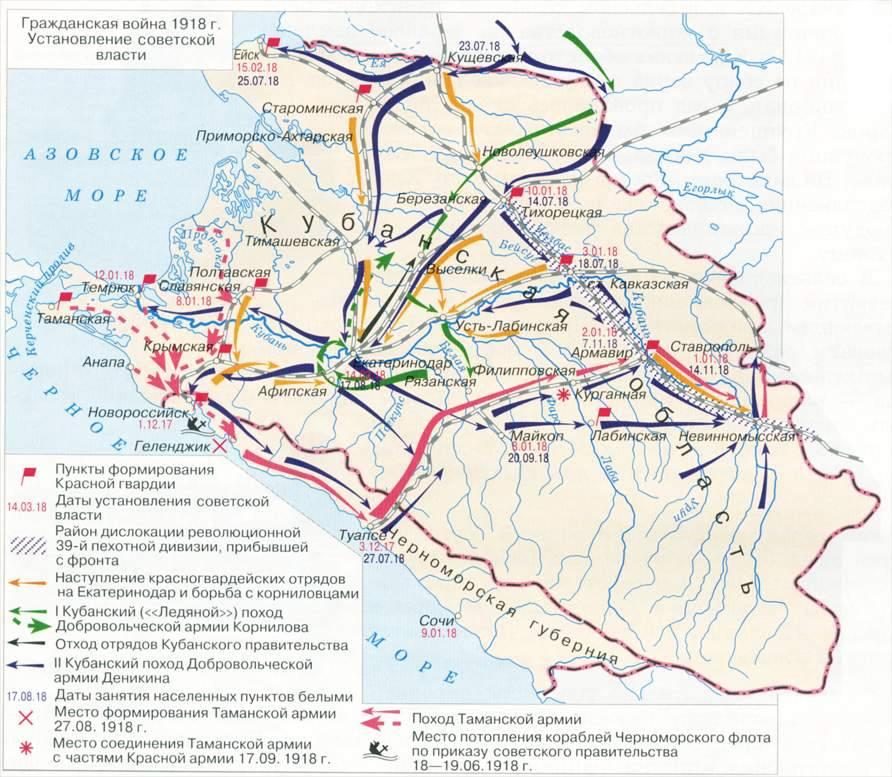 Гражданская война 1918 г.
Установление советской
власти
23.07.18
Кущевская
Ейск
15.02.18
25.07.18
Ея
Староминская
Приморско-Ахтарская
Новолеушковская
АЗОВСКОЕ
МОРЕ
Егорлык
Березанская
10.01.18
14.07.18
Тихорецкая
Кубанская
область
Тимашевская
Протока
Бейсуг
3.01.18
18.07.18
Выселки
Керченский пролив
12.01.18
Темрюк
Полтавская
Славянская
8.01.18
Кавказская
Таманская
Кубань
Кубань
Усть-Лабинская
2.01.18
7.11.18
Армавир
Ставрополь
1.01.18
14.11.18
Крымская
Анапа
Белая
Екатеринодар
14.03.18
17.08.18
Рязанская
Филипповская
Афипская
Курганная
Новороссийск
1.12.17
Пшиш
Майкоп
8.01.18
20.09.18
Лабинская
Невинномысская
ЧЕРНОЕ
МОРЕ
Геленджик
Лаба
Уруп
Туапсе
3.12.17
27.07.18
Черноморская губерния
Сочи
9.01.18
Пункты формирования
Красной гвардии
14.03.18
Даты установления советской
власти
Район дислокации революционной
39-й пехотной дивизии, прибывшей
с фронта
Наступление красногвардейских отрядов
на Екатеринодар и борьба с корниловцами
I Кубанский (<<Ледяной>>) поход
Добровольческой армии Корнилова
Отход отрядов Кубанского правительства
II Кубанский поход Добровольческой
армии Деникина
17.08.18
Даты занятия населенных пунктов белыми
Место формирования Таманской армии
27.08. 1918 г.
Место соединения Таманской армии
с частями Красной армии 17.09. 1918 г.
Поход Таманской армии
Место потопления кораблей Черноморского флота
по приказу советского правительства
18—19.06.1918 г.